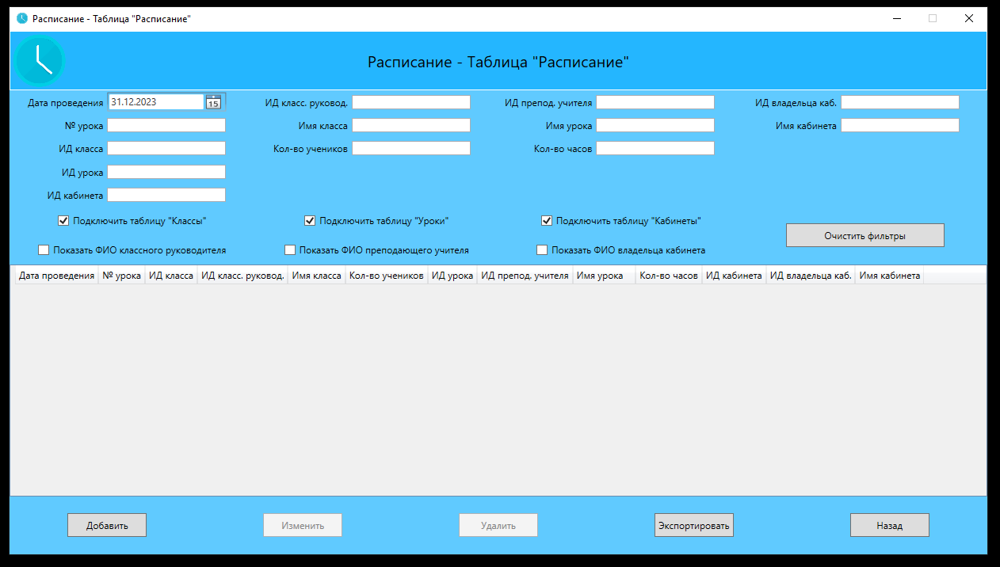 Расписание - Таблица "Расписание"
Расписание - Таблица "Расписание"
Дата проведения 31.12.2023 15 ИД класс. руковод. ИД препод. учителя ИД владельца каб.
№ урока Имя класса Имя урока Имя кабинета
ИД класса Кол-во учеников Кол-во часов
ИД урока
ИД кабинета
Подключить таблицу "Классы" Подключить таблицу "Уроки" Подключить таблицу "Кабинеты"
Очистить фильтры
Показать ФИО классного руководителя Показать ФИО преподающего учителя Показать ФИО владельца кабинета
Дата проведения № урока ИД класса ИД класс. руковод. Имя класса Кол-во учеников ИД урока ИД препод. учителя Имя урока Кол-во часов ИД кабинета ИД владельца каб. Имя кабинета
Добавить Изменить Удалить Экспортировать Назад